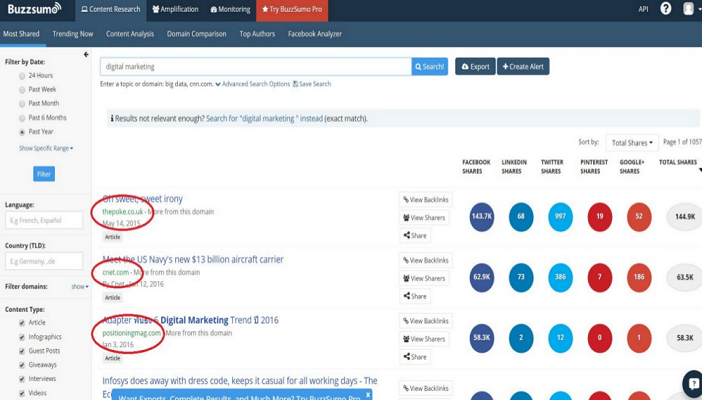 Buzzsumo
Content Research
Amplification
Monitoring
Try BuzzSumo Pro
API
Most Shared
Trending Now
Content Analysis
Domain Comparison
Top Authors
Facebook Analyzer
Filter by Date:
24 Hours
Past Week
Past Month
Past 6 Months
Past Year
Show Specific Range
Filter
Language:
E.g French, Español
Country (TLD):
E.g Germany, .de
Filter domains: show
Content Type:
Article
Infographics
Guest Posts
Giveaways
Interviews
Videos
digital marketing
Search!
Export
+ Create Alert
Enter a topic or domain: big data, cnn.com. Advanced Search Options Save Search
Results not relevant enough? Search for "digital marketing " instead (exact match).
Sort by: Total Shares Page 1 of 1057
FACEBOOK SHARES
LINKEDIN SHARES
TWITTER SHARES
PINTEREST SHARES
GOOGLE+ SHARES
TOTAL SHARES
Oh sweet, sweet irony
thepoke.co.uk - More from this domain
May 14, 2015
Article
View Backlinks
View Sharers
Share
143.7K 68 997 19 52 144.9K
Meet the US Navy's new $13 billion aircraft carrier
cnet.com - More from this domain
By Cnet - Jan 12, 2016
Article
View Backlinks
View Sharers
Share
62.9K 73 386 7 186 63.5K
Adapter 6 Digital Marketing Trend ปี 2016
positioningmag.com - More from this domain
Jan 3, 2016
Article
View Backlinks
View Sharers
Share
58.3K 2 12 0 1 58.3K
Infosys does away with dress code, keeps it casual for all working days - The
View Backlinks
Want Exports, Complete Results, and Much More? Try BuzzSumo Pro
x